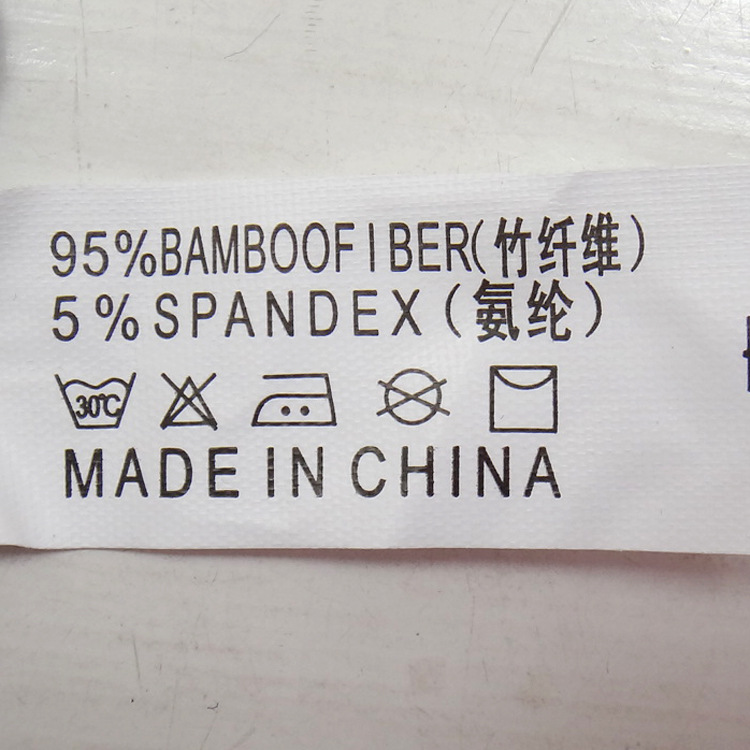 95%BAMBOOFIBER(竹纤维)
5%SPANDEX(氨纶)
30℃
MADE IN CHINA